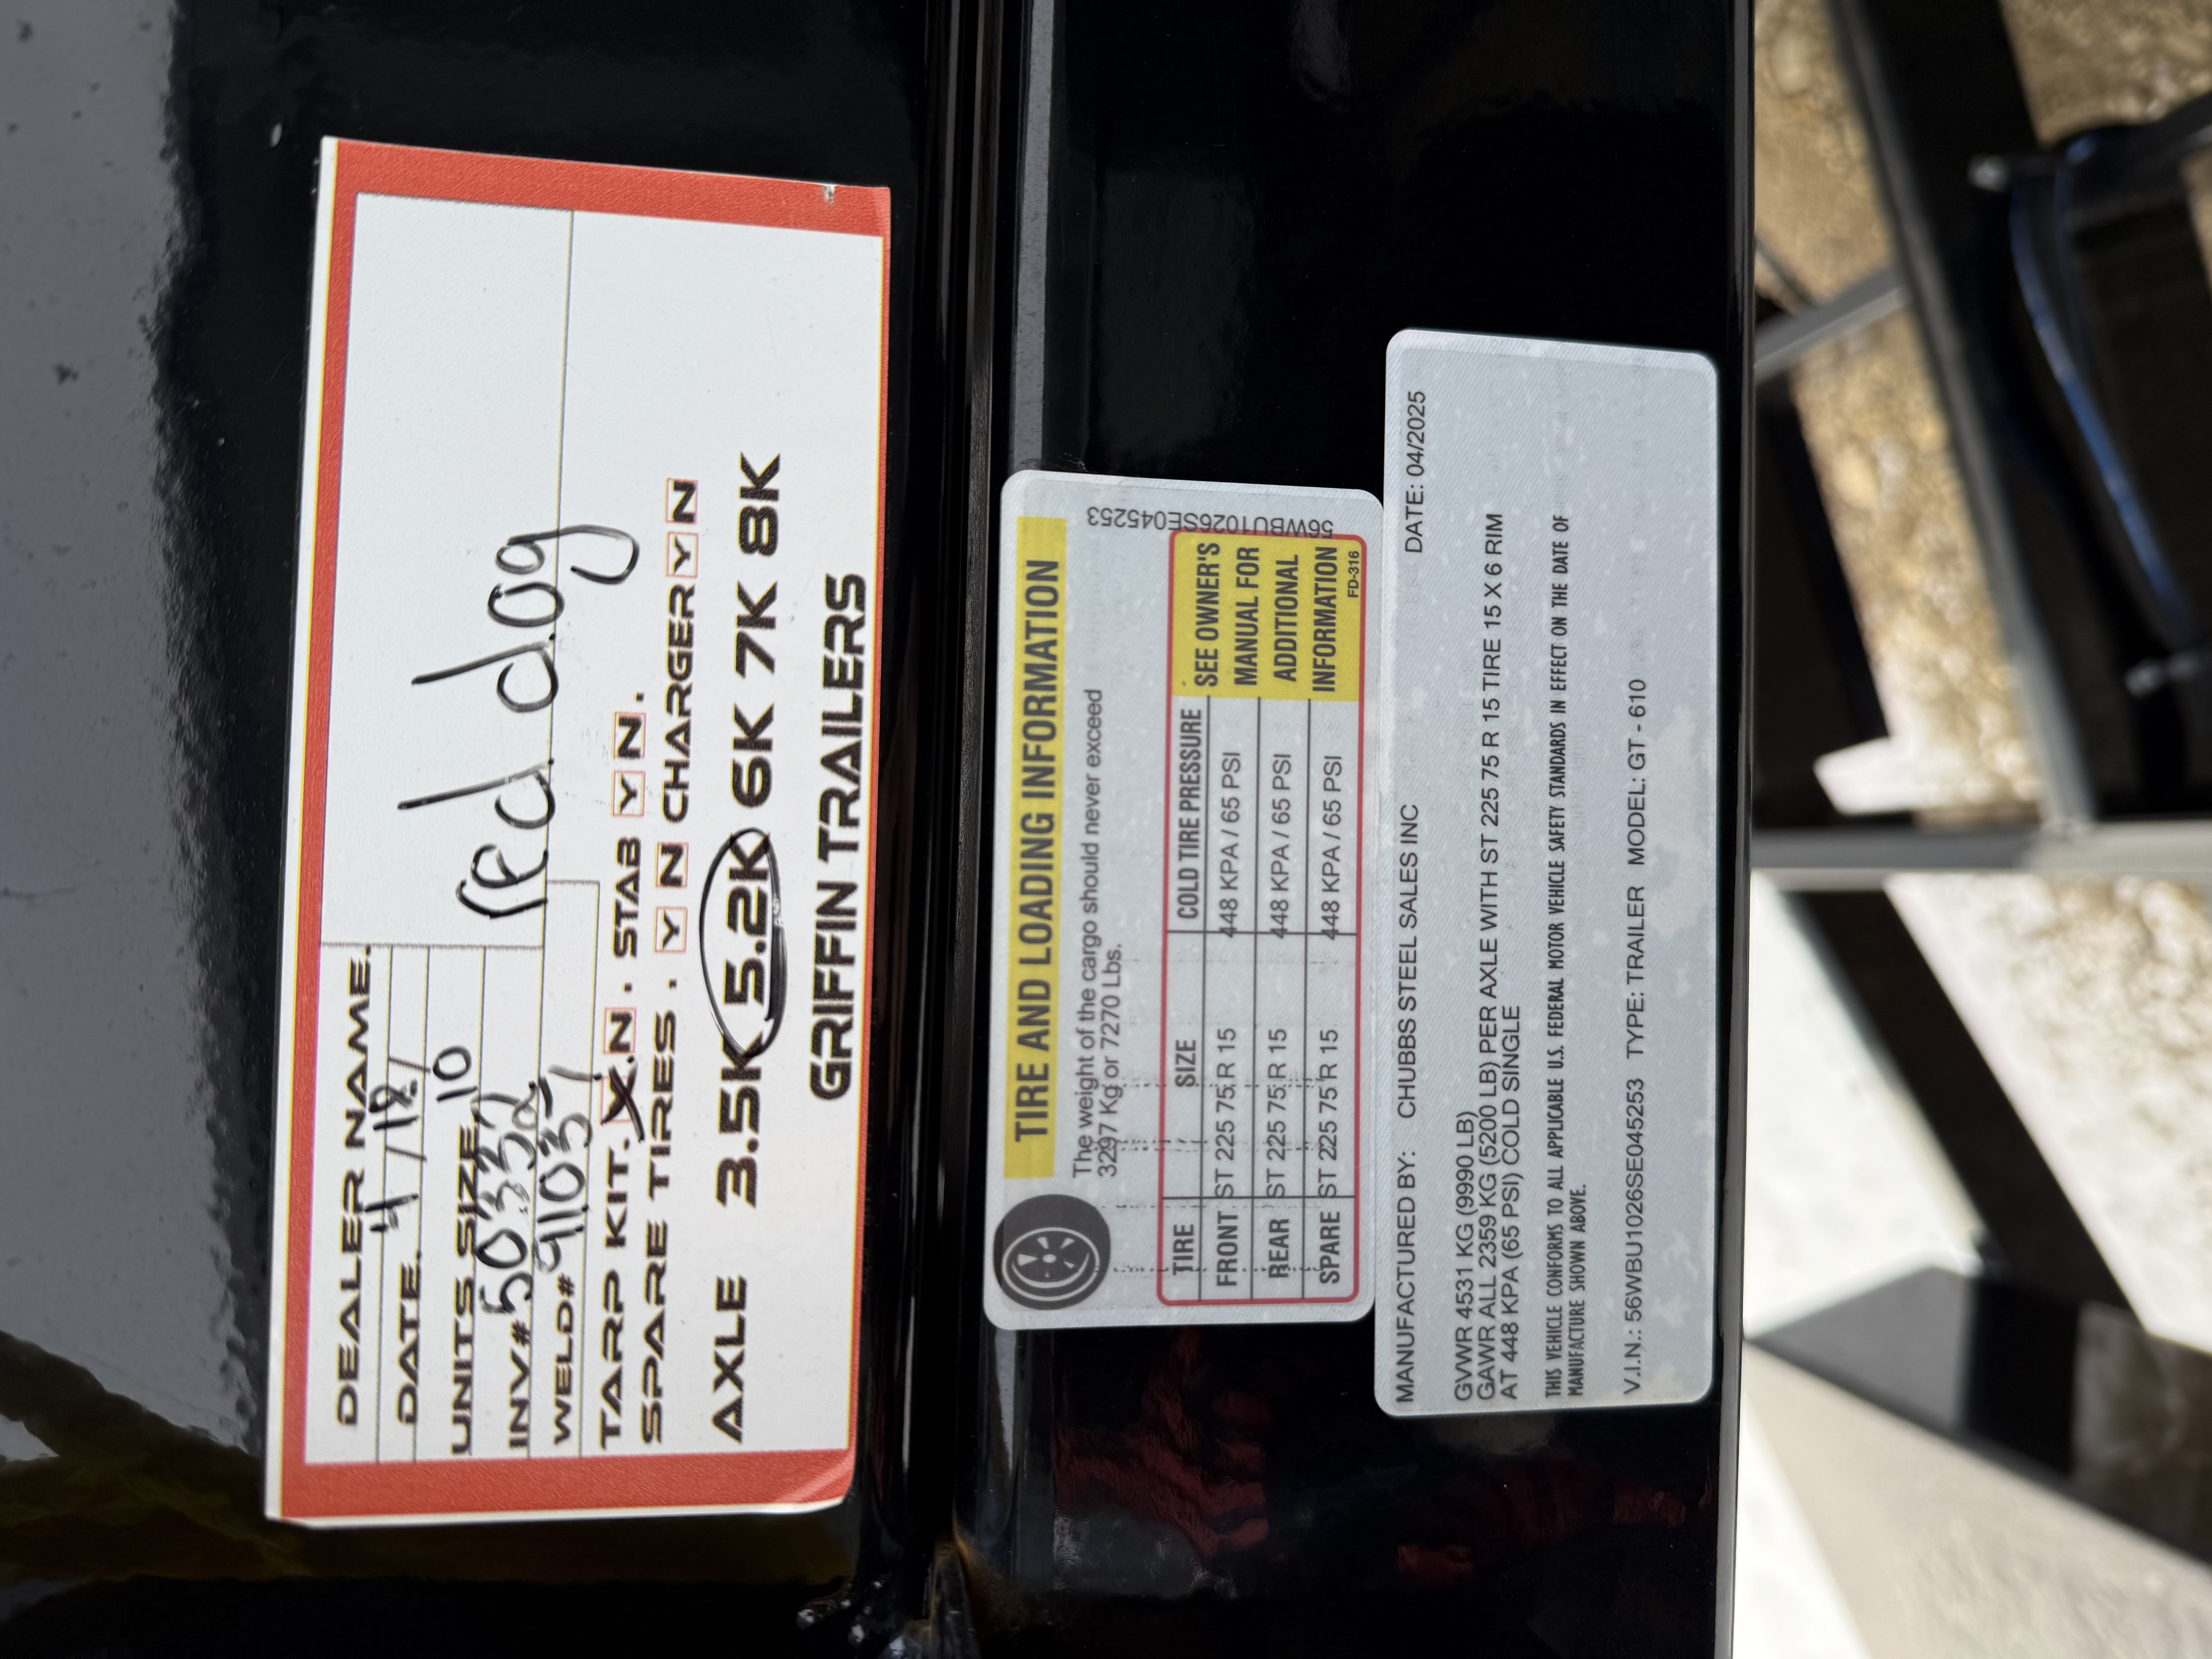 DEALER NAME.
DATE. 4/18/
UNITS SIZE. 10
INV#
WELD#
red dog
TARP KIT. X N . STAB Y N .
SPARE TIRES . Y N CHARGER Y N
AXLE 3.5K 5.2K 6K 7K 8K
GRIFFIN TRAILERS
TIRE AND LOADING INFORMATION
The weight of the cargo should never exceed
3297 Kg or 7270 Lbs.
TIRE SIZE COLD TIRE PRESSURE
FRONT ST 225 75 R 15 448 KPA / 65 PSI
REAR ST 225 75 R 15 448 KPA / 65 PSI
SPARE ST 225 75 R 15 448 KPA / 65 PSI
SEE OWNER'S
MANUAL FOR
ADDITIONAL
INFORMATION
FD-316
56WBU1026SE045253
MANUFACTURED BY: CHUBBS STEEL SALES INC DATE: 04/2025
GVWR 4531 KG (9990 LB)
GAWR ALL 2359 KG (5200 LB) PER AXLE WITH ST 225 75 R 15 TIRE 15 X 6 RIM
AT 448 KPA (65 PSI) COLD SINGLE
THIS VEHICLE CONFORMS TO ALL APPLICABLE U.S. FEDERAL MOTOR VEHICLE SAFETY STANDARDS IN EFFECT ON THE DATE OF
MANUFACTURE SHOWN ABOVE.
V.I.N.: 56WBU1026SE045253 TYPE: TRAILER MODEL: GT - 610